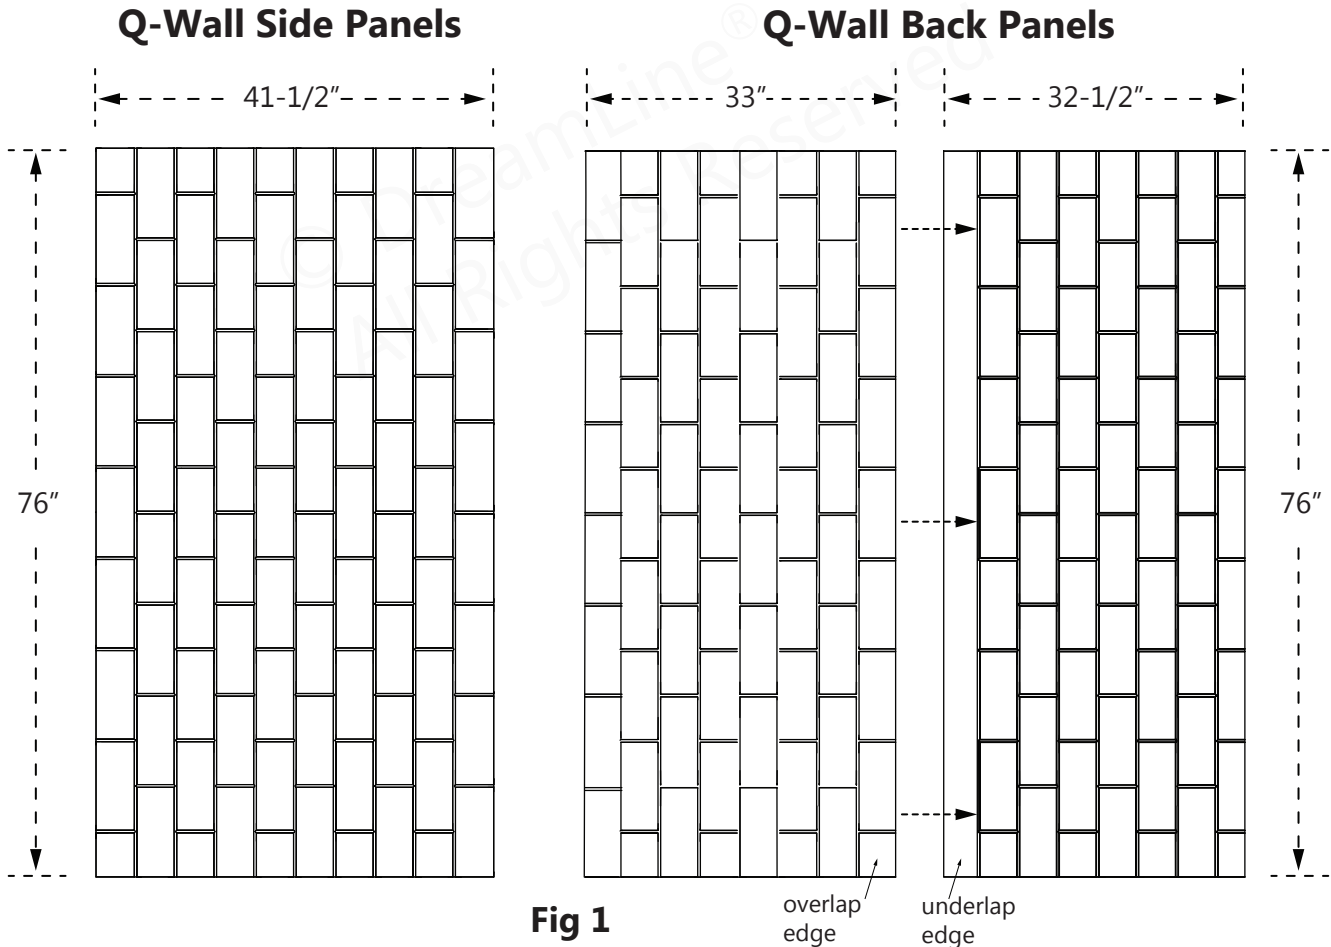 Q-Wall Side Panels
Q-Wall Back Panels
© DreamLine®
All Rights Reserved
41-1/2”
33”
32-1/2”
76”
76”
overlap
edge
underlap
edge
Fig 1